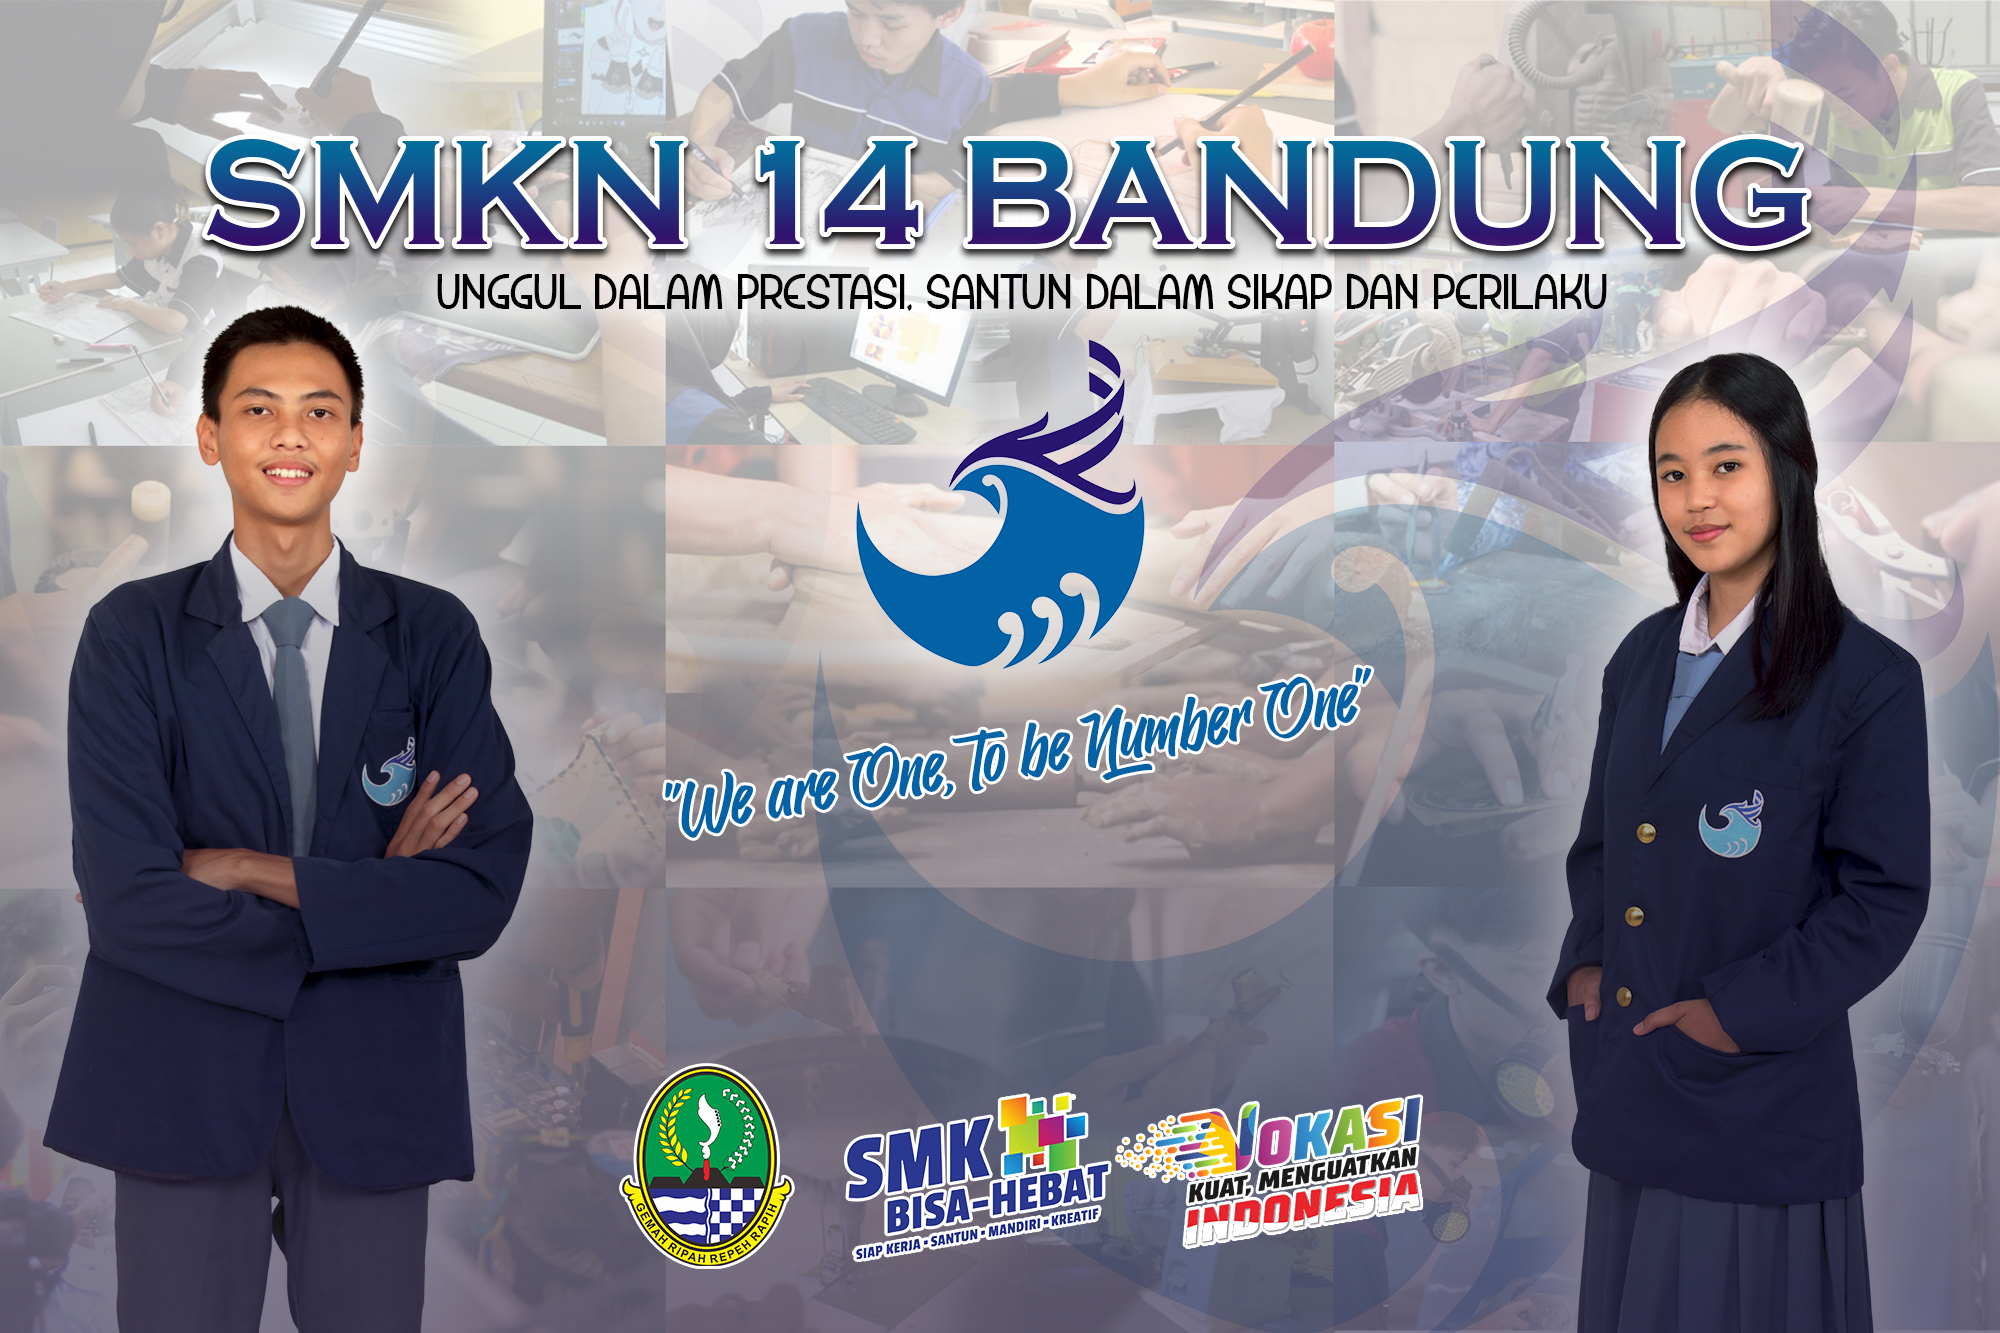 SMKN 14 BANDUNG
UNGGUL DALAM PRESTASI, SANTUN DALAM SIKAP DAN PERILAKU
"We are One, To be Number One"
GEMAH RIPAH REPEH RAPIH
SMK
BISA-HEBAT
SIAP KERJA • SANTUN • MANDIRI • KREATIF
VOKASI
KUAT, MENGUATKAN
INDONESIA